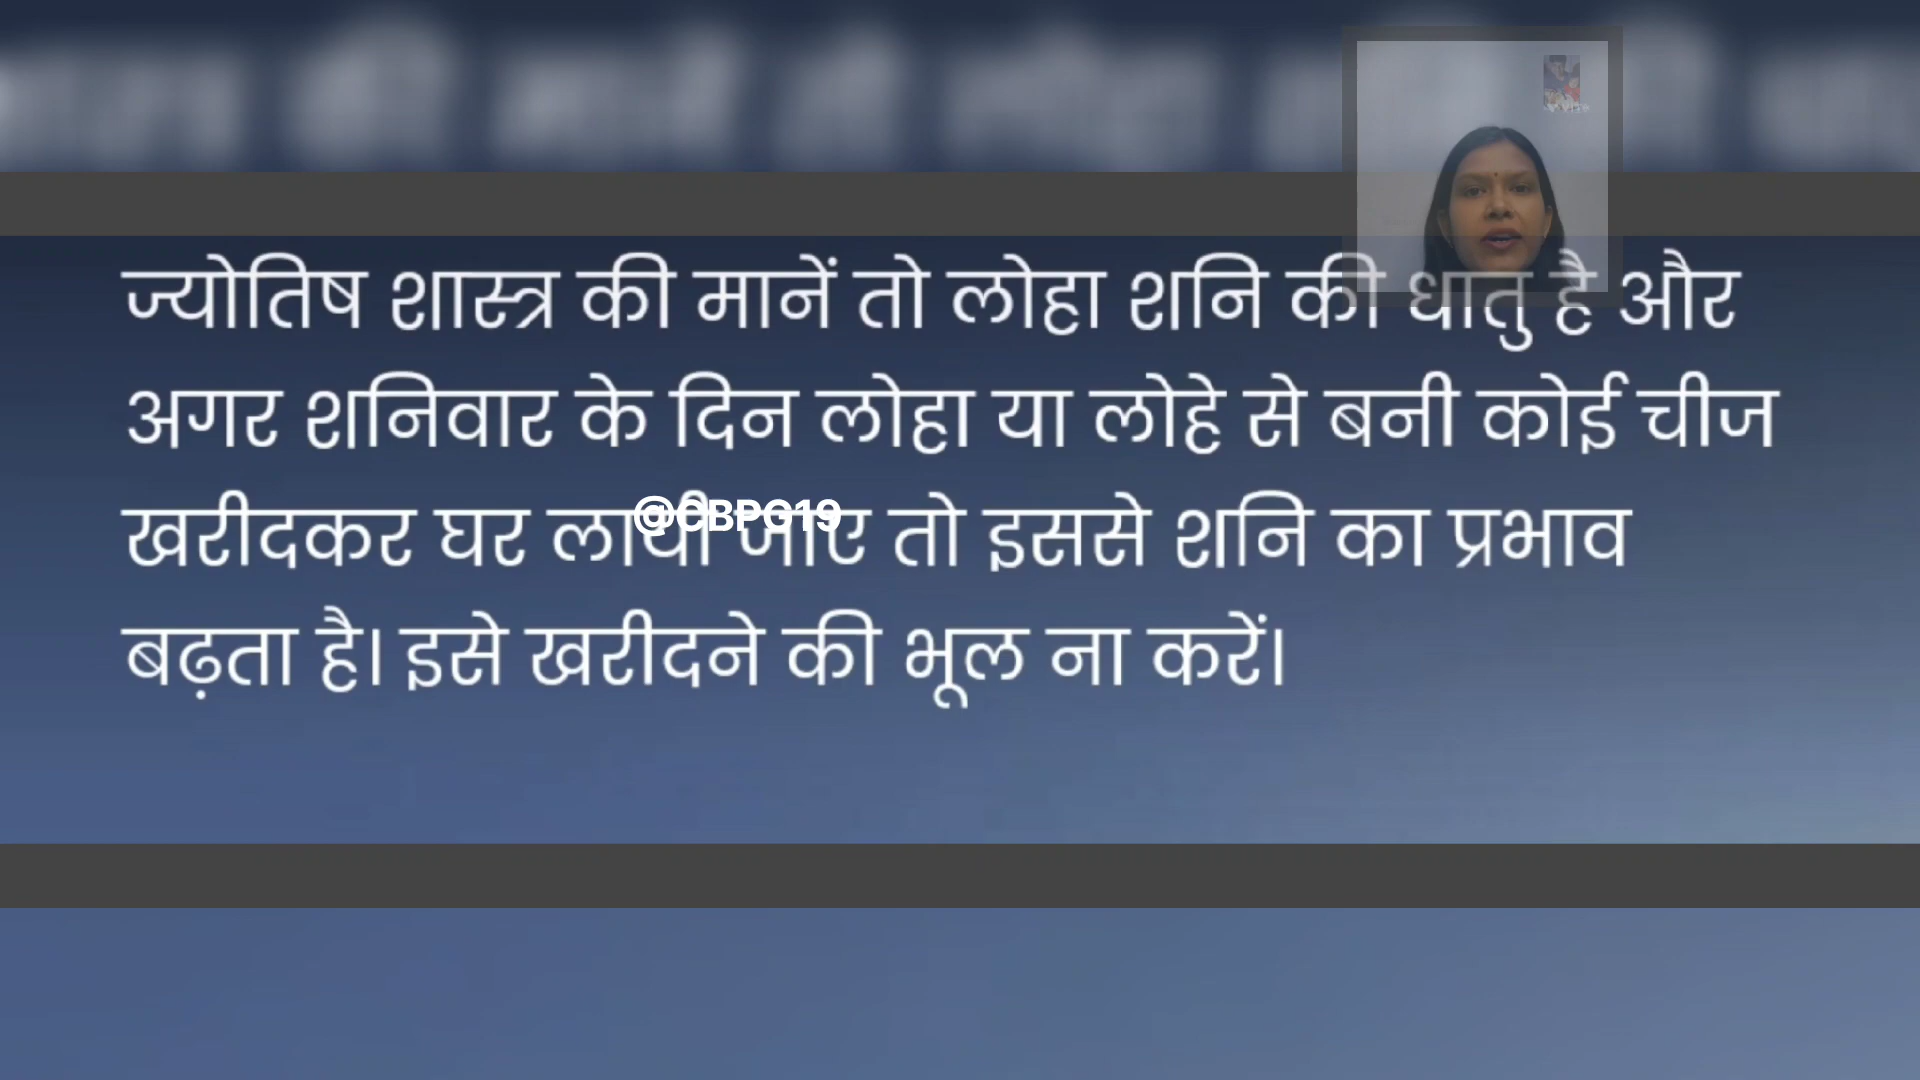 ज्योतिष शास्त्र की मानें तो लोहा शनि की धातु है और
अगर शनिवार के दिन लोहा या लोहे से बनी कोई चीज
खरीदकर घर लायी जाए तो इससे शनि का प्रभाव
@CBPG19
बढ़ता है। इसे खरीदने की भूल ना करें।